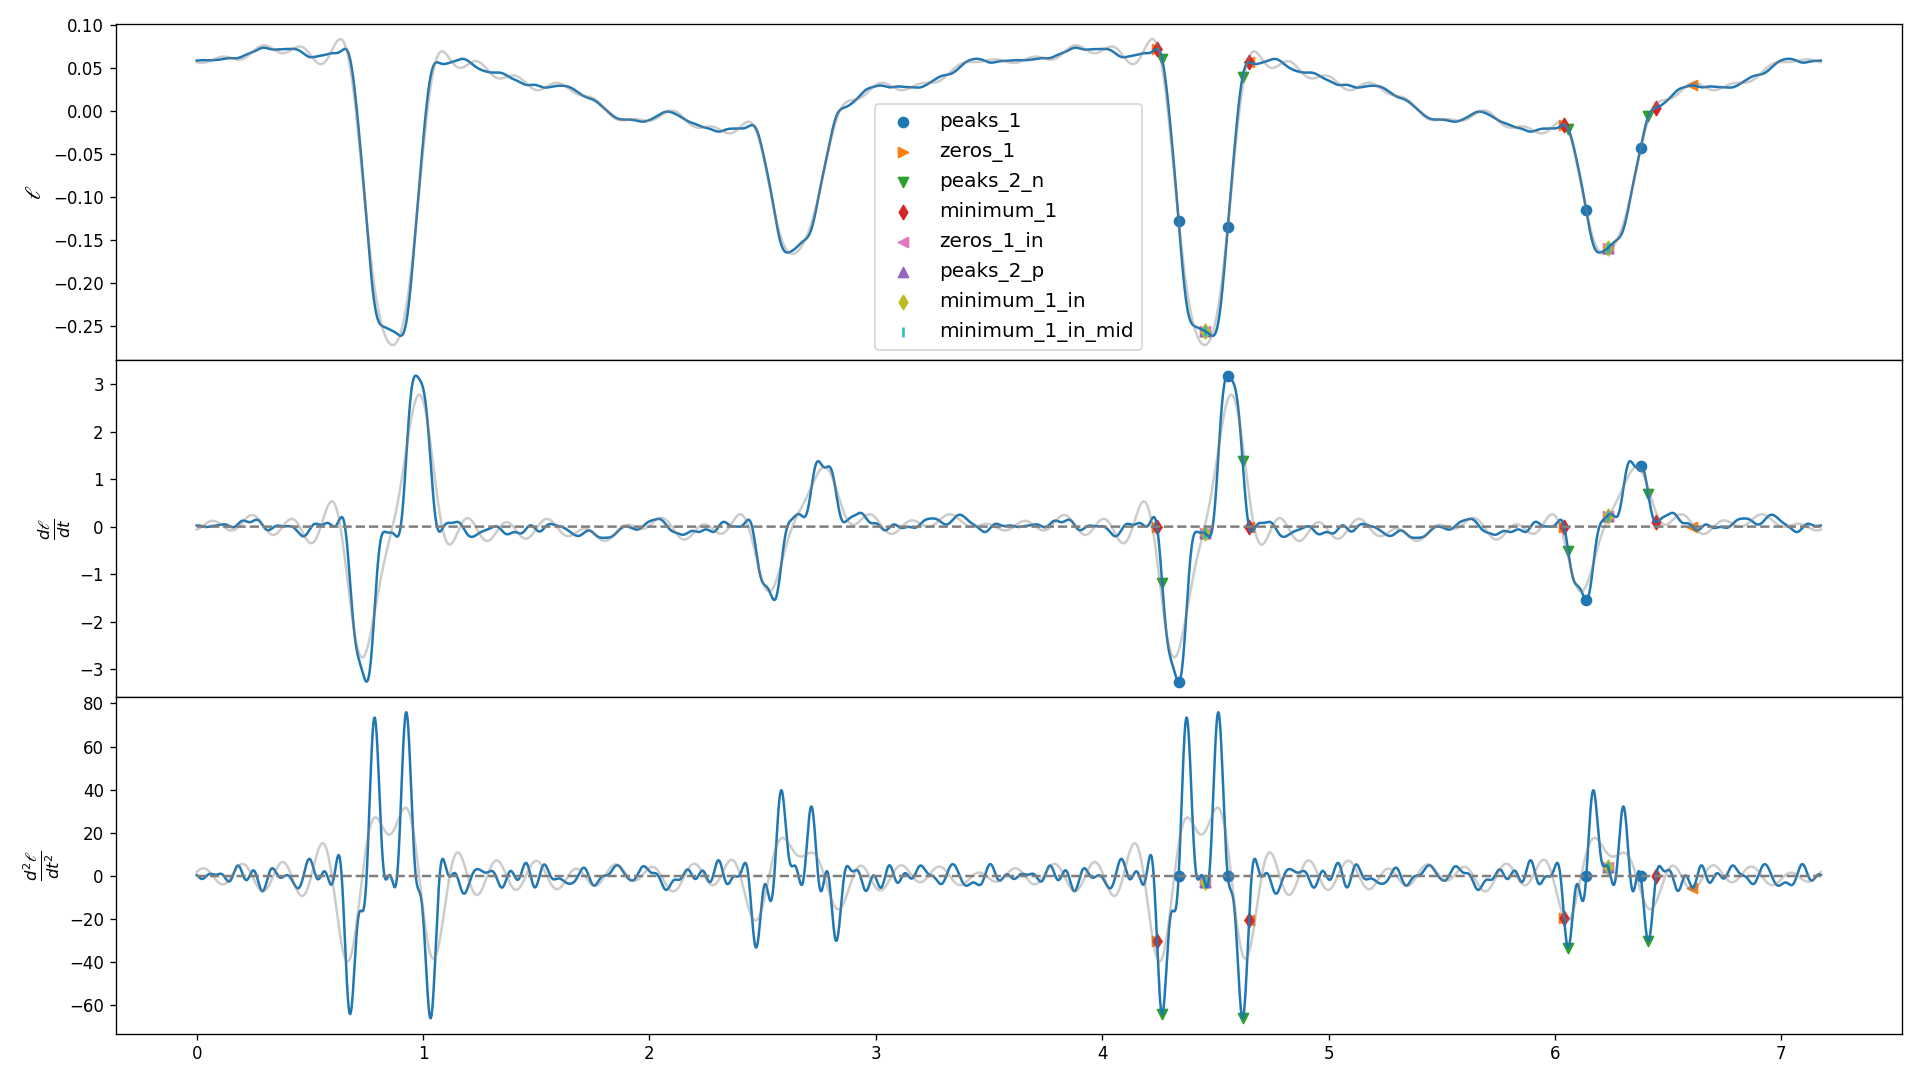 0.10
0.05
0.00
−0.05
−0.10
−0.15
−0.20
−0.25
ℓ
peaks_1
zeros_1
peaks_2_n
minimum_1
zeros_1_in
peaks_2_p
minimum_1_in
minimum_1_in_mid
3
2
1
0
−1
−2
−3
dℓ
dt
80
60
40
20
0
−20
−40
−60
d²ℓ
dt²
0 1 2 3 4 5 6 7